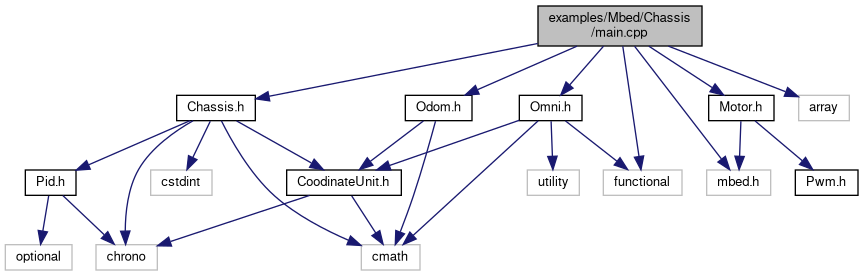 examples/Mbed/Chassis
/main.cpp
Chassis.h
Odom.h
Omni.h
Motor.h
array
Pid.h
cstdint
CoodinateUnit.h
utility
functional
mbed.h
Pwm.h
optional
chrono
cmath